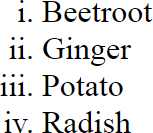 i. Beetroot
ii. Ginger
iii. Potato
iv. Radish